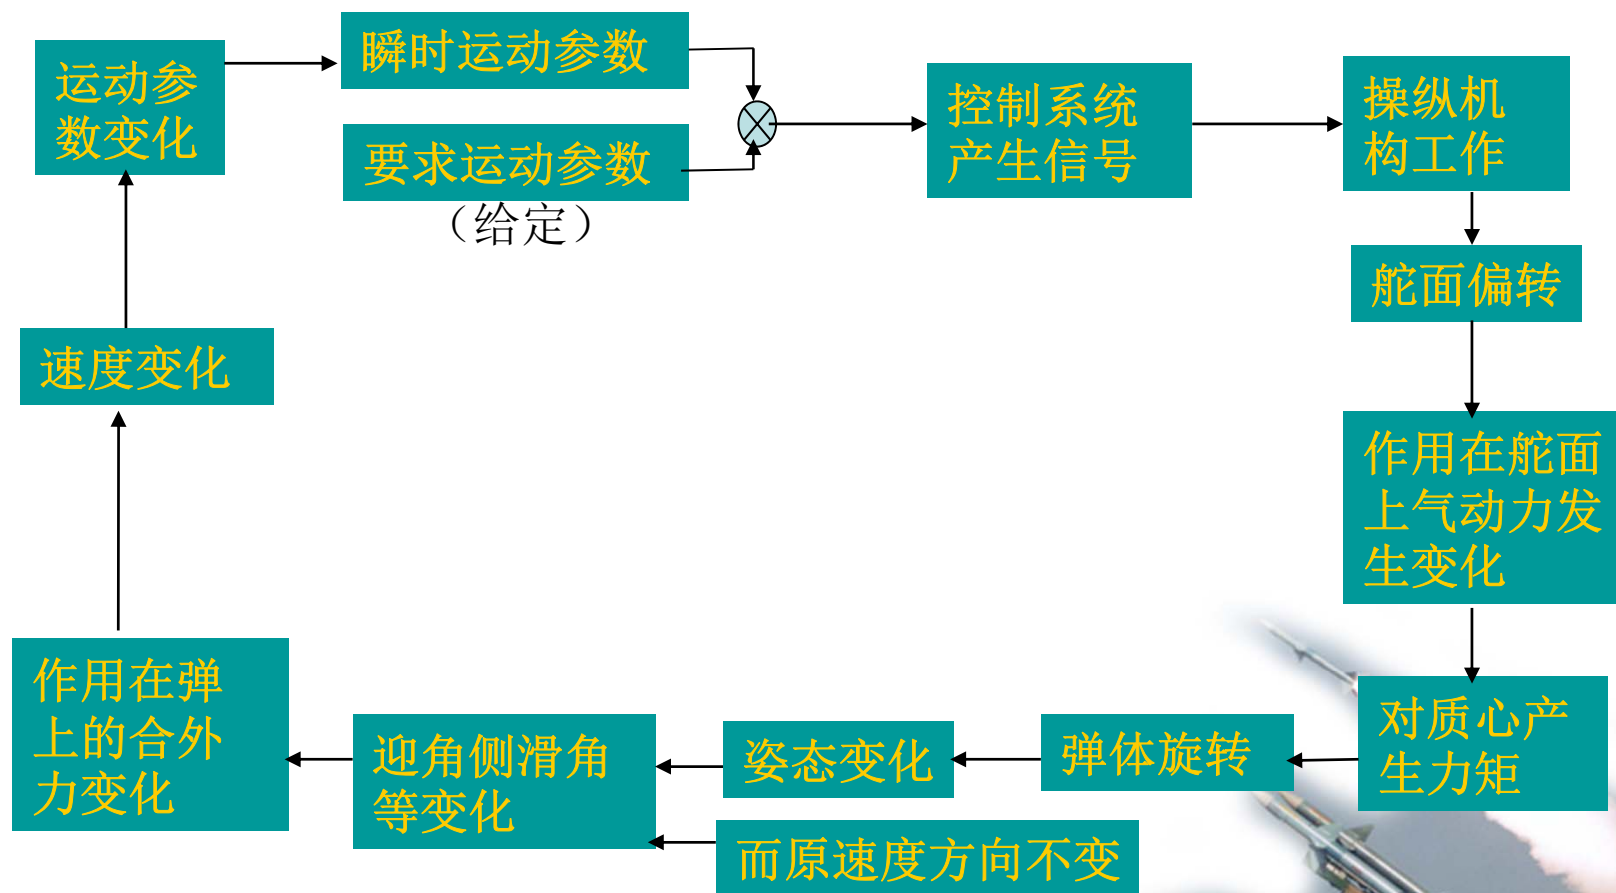 运动参
数变化
瞬时运动参数
要求运动参数
（给定）
控制系统
产生信号
操纵机
构工作
舵面偏转
作用在舵面
上气动力发
生变化
对质心产
生力矩
弹体旋转
姿态变化
而原速度方向不变
迎角侧滑角
等变化
作用在弹
上的合外
力变化
速度变化